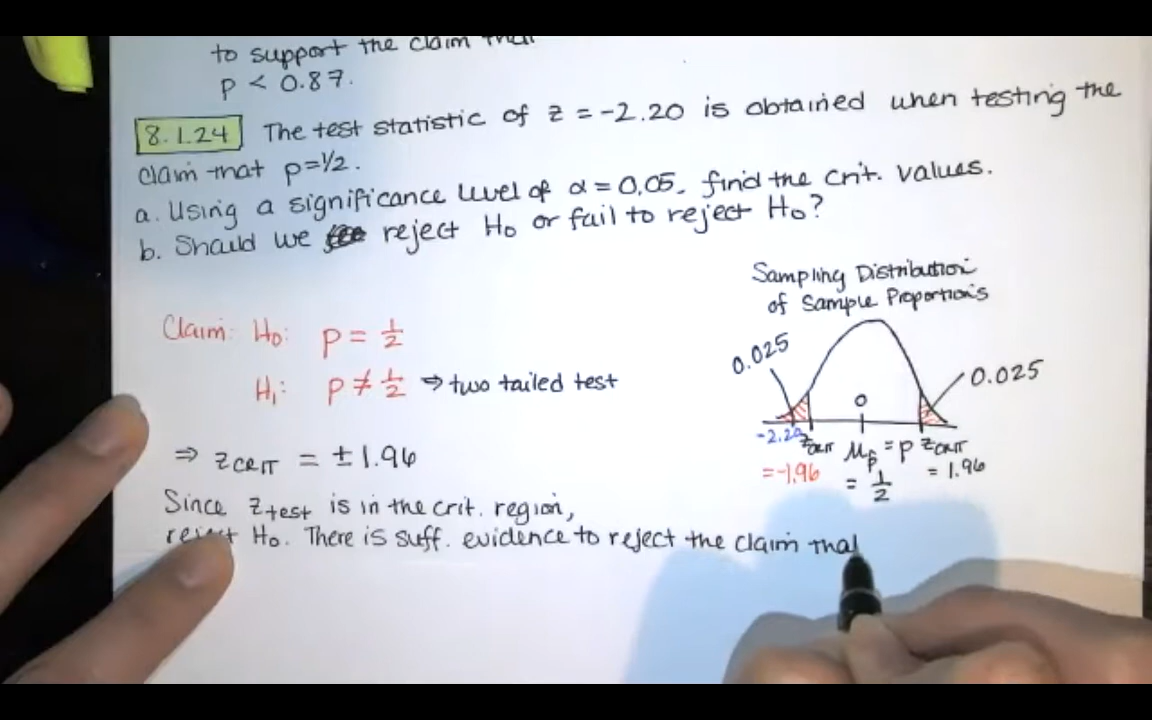 to support the claim that
p < 0.87.
8.1.24 The test statistic of z = -2.20 is obtained when testing the
claim that p=1/2.
a. Using a significance level of α = 0.05, find the crit. values.
b. Should we reject H₀ or fail to reject H₀?
Sampling Distribution
of Sample Proportions
Claim: H₀: p = 1/2
H₁: p ≠ 1/2 ⇒ two tailed test
0.025
0.025
0
-2.20 zcrit μp̂ = p zcrit
= -1.96 = 1/2 = 1.96
⇒ zCRIT = ±1.96
Since ztest is in the crit. region,
reject H₀. There is suff. evidence to reject the claim that